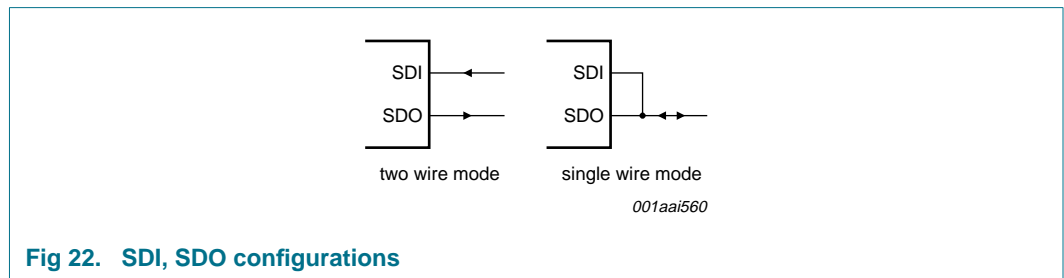 SDI
SDO
two wire mode
SDI
SDO
single wire mode
001aai560
Fig 22. SDI, SDO configurations